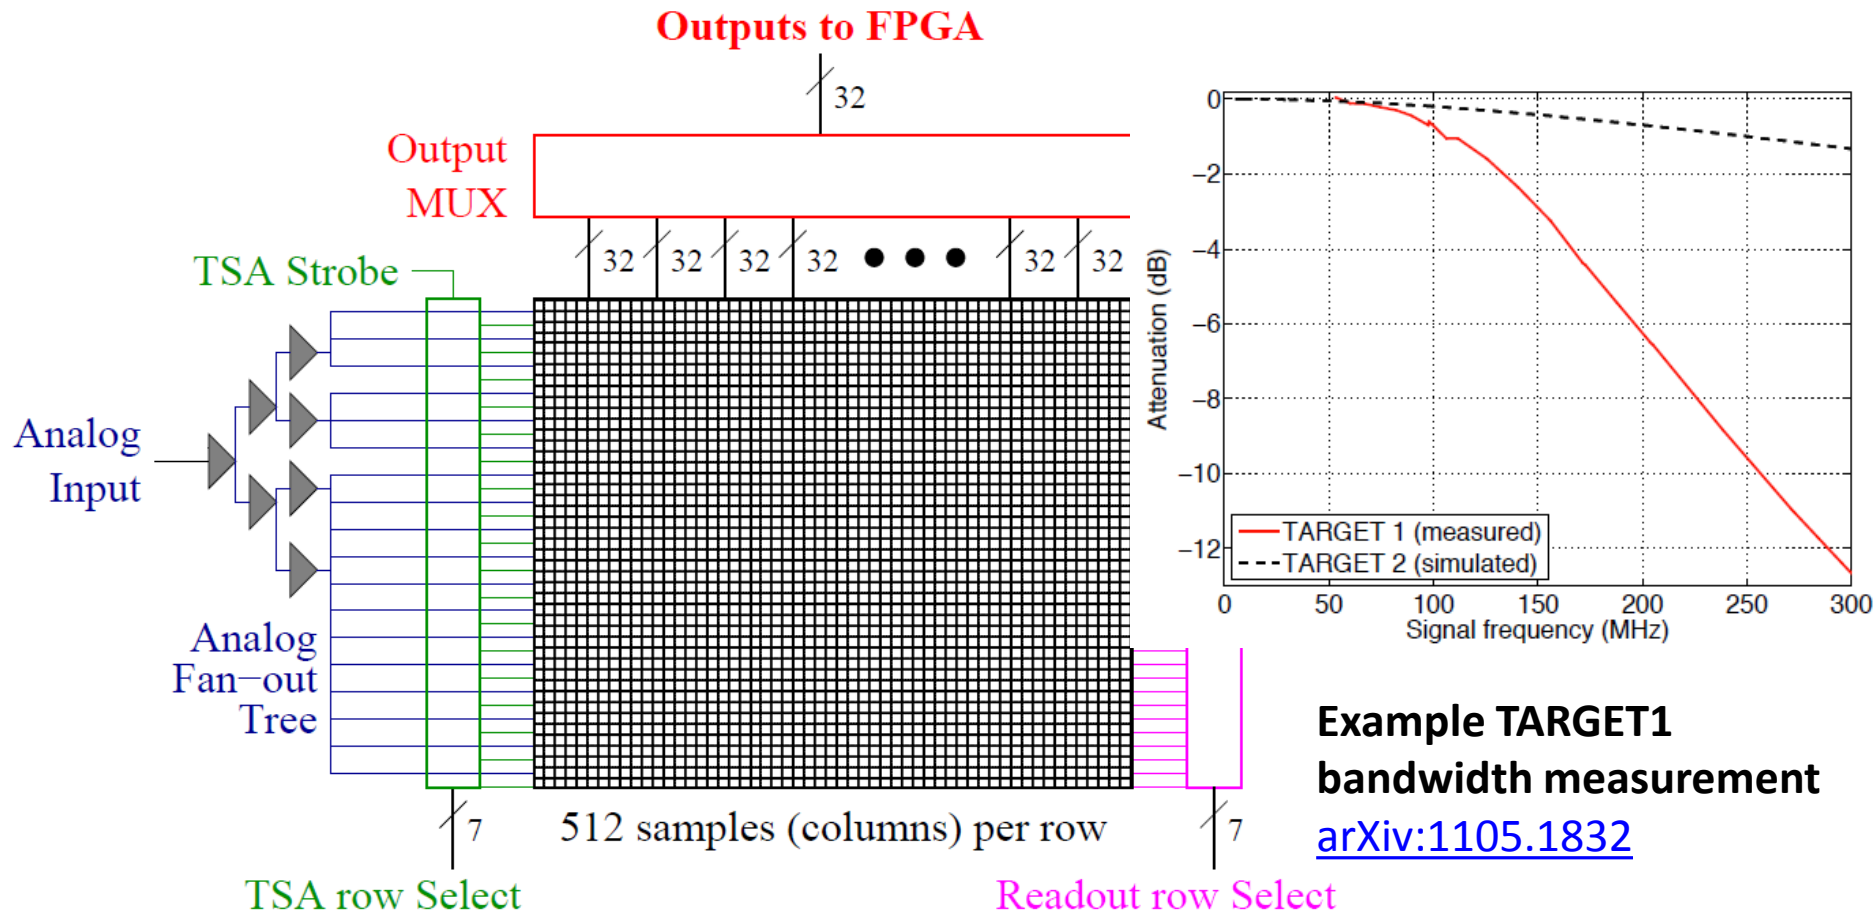 Outputs to FPGA
32
Output
MUX
32 32 32 32 32 32
TSA Strobe
Analog
Input
Analog
Fan−out
Tree
7
512 samples (columns) per row
7
TSA row Select
Readout row Select
0
−2
−4
−6
−8
−10
−12
Attenuation (dB)
TARGET 1 (measured)
TARGET 2 (simulated)
0 50 100 150 200 250 300
Signal frequency (MHz)
Example TARGET1
bandwidth measurement
arXiv:1105.1832